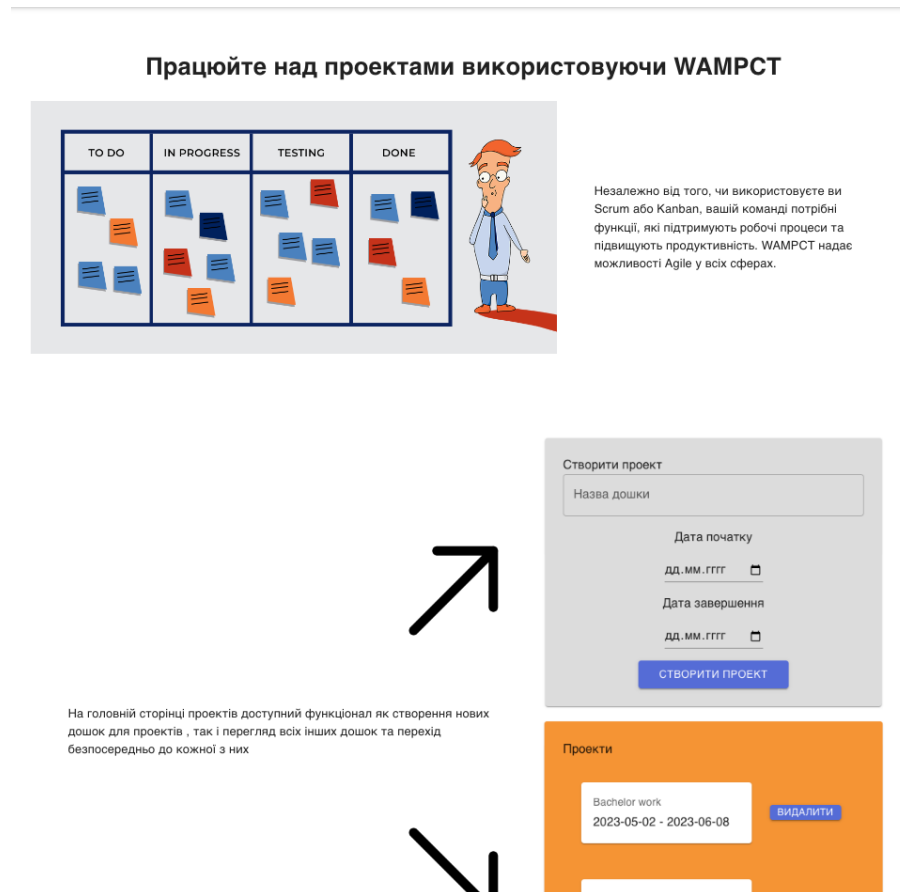 Працюйте над проектами використовуючи WAMPCT
TO DO
IN PROGRESS
TESTING
DONE
Незалежно від того, чи використовуєте ви
Scrum або Kanban, вашій команді потрібні
функції, які підтримують робочі процеси та
підвищують продуктивність. WAMPCT надає
можливості Agile у всіх сферах.
Створити проект
Назва дошки
Дата початку
дд.мм.гггг
Дата завершення
дд.мм.гггг
СТВОРИТИ ПРОЕКТ
На головній сторінці проектів доступний функціонал як створення нових
дошок для проектів , так і перегляд всіх інших дошок та перехід
безпосередньо до кожної з них
Проекти
Bachelor work
2023-05-02 - 2023-06-08
ВИДАЛИТИ